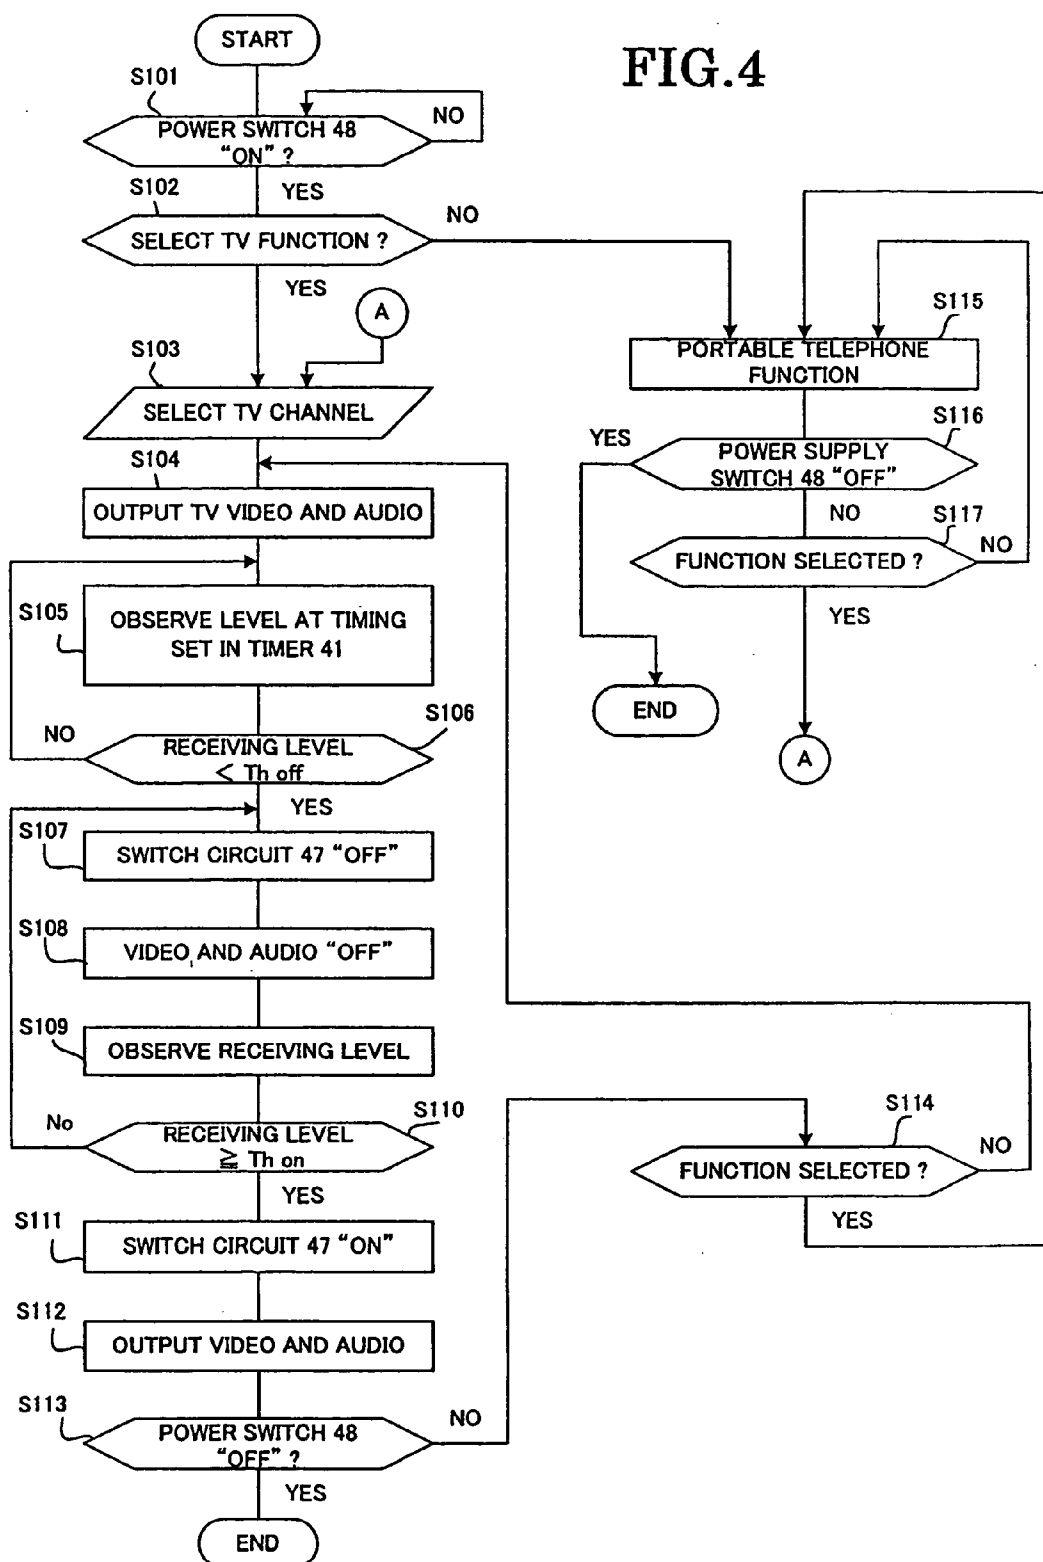 START
FIG.4
S101
POWER SWITCH 48
“ON” ?
NO
YES
S102
SELECT TV FUNCTION ?
NO
YES
A
S103
SELECT TV CHANNEL
S104
OUTPUT TV VIDEO AND AUDIO
S105
OBSERVE LEVEL AT TIMING
SET IN TIMER 41
NO
S106
RECEIVING LEVEL
< Th off
YES
S107
SWITCH CIRCUIT 47 “OFF”
S108
VIDEO AND AUDIO “OFF”
S109
OBSERVE RECEIVING LEVEL
No
S110
RECEIVING LEVEL
≧ Th on
YES
S111
SWITCH CIRCUIT 47 “ON”
S112
OUTPUT VIDEO AND AUDIO
S113
POWER SWITCH 48
“OFF” ?
NO
YES
END
S115
PORTABLE TELEPHONE
FUNCTION
S116
YES
POWER SUPPLY
SWITCH 48 “OFF”
NO
S117
FUNCTION SELECTED ?
NO
YES
END
A
S114
FUNCTION SELECTED ?
NO
YES